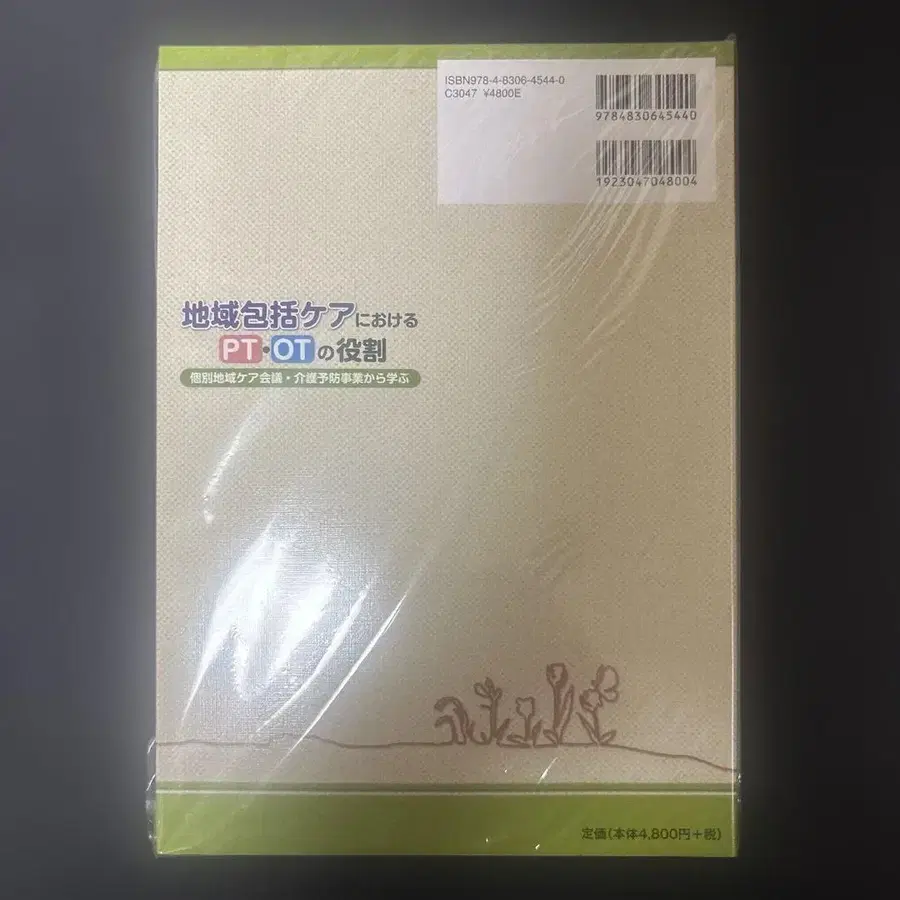 ISBN978-4-8306-4544-0
C3047 ¥4800E
9784830645440
1923047048004
地域包括ケアにおける
PT・OTの役割
個別地域ケア会議・介護予防事業から学ぶ
定価(本体4,800円+税)